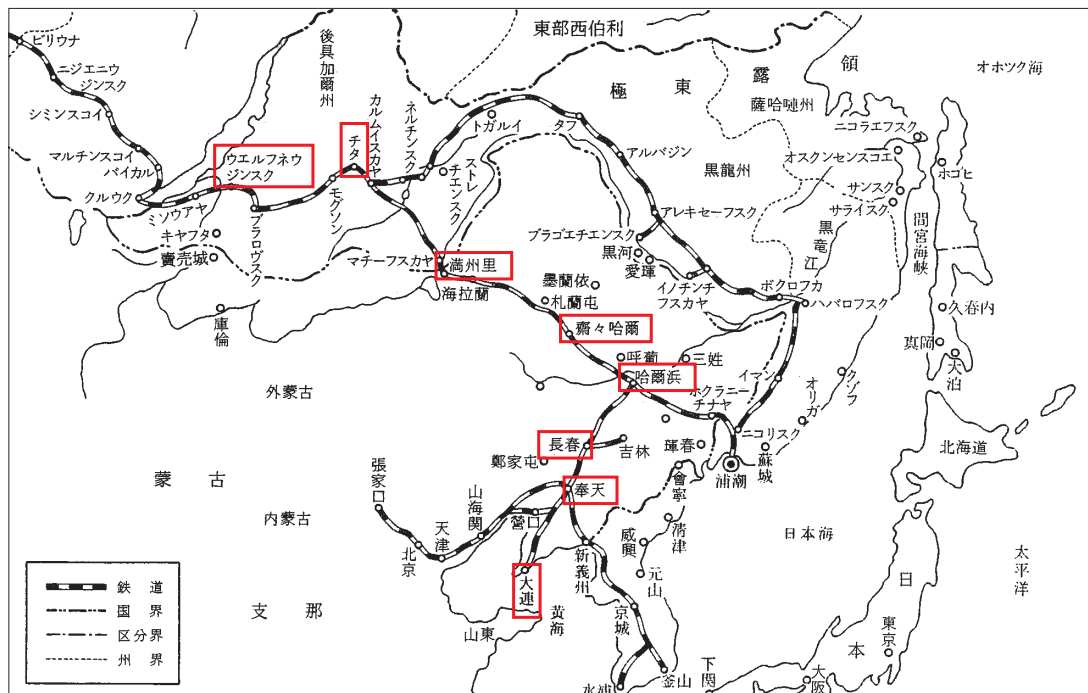 東部西伯利
極東露領
オホツク海
薩哈嗹州
後具加爾州
ビリウナ
ニジエニウ
ジンスク
シミンスコイ
マルチンスコイ
バイカル
クルウク
ミソウアヤ
ウエルフネウ
ジンスク
キヤフタ
賣売城
ブラロヴスク
モグソン
チタ
カルムイスカヤ
ネルチンスク
ストレ
チエンスク
トガルイ
タフ
アルバジン
黒龍州
アレキセーフスク
ブラゴエチエンスク
黒河
愛琿
イノチンチ
フスカヤ
ボクロフカ
ハバロフスク
黒竜江
ニコラエフスク
オスクンセンスコエ
サンスク
サライスク
ホゴヒ
間宮海峡
久春内
真岡
大泊
マチーフスカヤ
満州里
海拉蘭
墨蘭依
札蘭屯
齋々哈爾
呼葡
三姓
哈爾浜
ホクラニー
チナヤ
イマン
オリガ
クゾフ
ニコリスク
蘇城
浦潮
庫倫
外蒙古
蒙古
内蒙古
長春
吉林
琿春
鄭家屯
奉天
會寧
清津
威興
元山
張家口
北京
天津
山海関
営口
大連
新義州
京城
釜山
水浦
黄海
山東
支那
下関
大阪
東京
日本
日本海
北海道
太平洋
鉄道
国界
区分界
州界